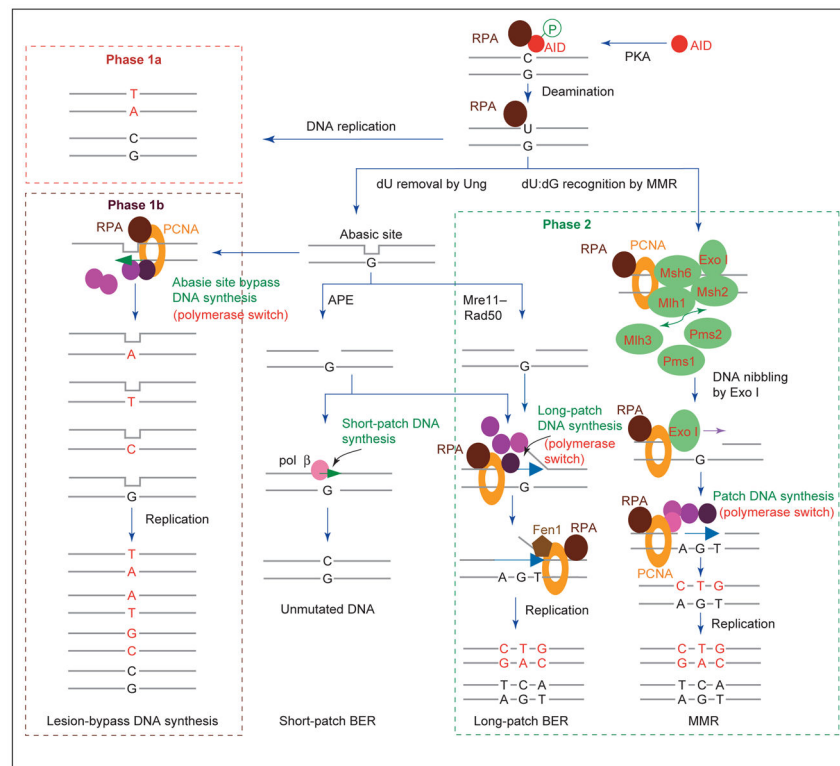 P
RPA
AID
PKA
AID
C
G
Deamination
RPA
U
G
Phase 1a
T
A
C
G
DNA replication
dU removal by Ung
dU:dG recognition by MMR
Phase 1b
RPA
PCNA
Abasie site bypass
DNA synthesis
(polymerase switch)
A
T
C
G
Replication
T
A
A
T
G
C
C
G
Lesion-bypass DNA synthesis
Abasic site
G
APE
Mre11–
Rad50
G
Short-patch DNA
synthesis
pol β
G
C
G
Unmutated DNA
Short-patch BER
Phase 2
G
Long-patch
DNA synthesis
(polymerase
switch)
RPA
G
Fen1
RPA
A G T
Replication
C T G
G A C
T C A
A G T
Long-patch BER
RPA
PCNA
Exo I
Msh6
Msh2
Mlh1
Mlh3
Pms2
Pms1
DNA nibbling
by Exo I
RPA
Exo I
G
Patch DNA synthesis
(polymerase switch)
RPA
PCNA
A G T
C T G
A G T
Replication
C T G
G A C
T C A
A G T
MMR